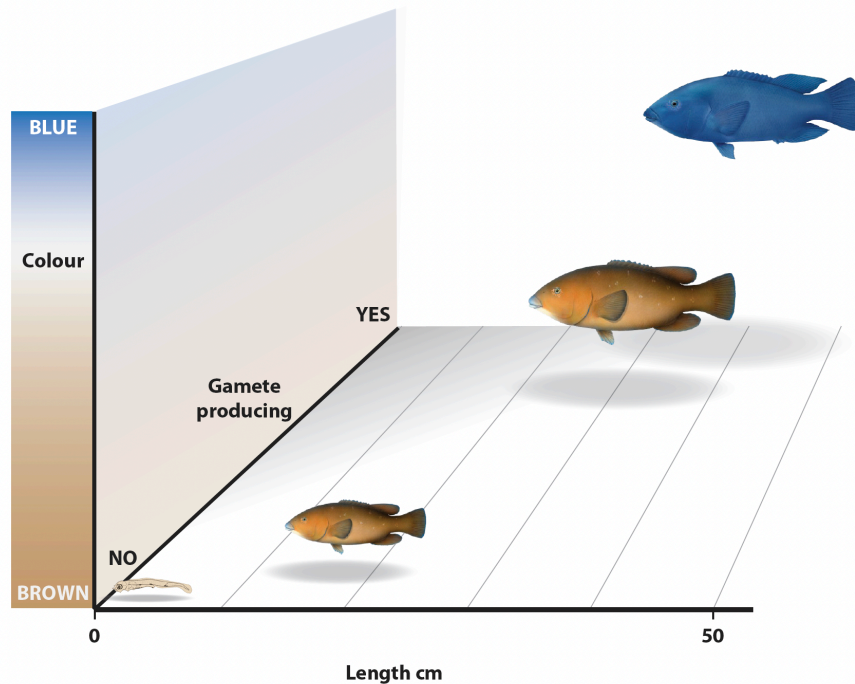 BLUE
Colour
YES
Gamete
producing
NO
BROWN
0
50
Length cm